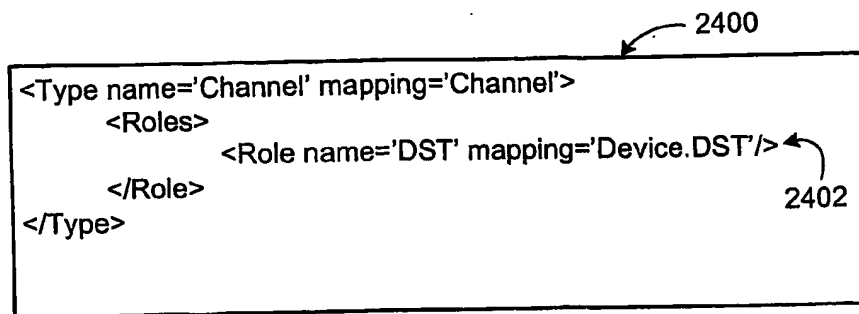 2400
<Type name='Channel' mapping='Channel'>
<Roles>
<Role name='DST' mapping='Device.DST'/>
</Role>
2402
</Type>